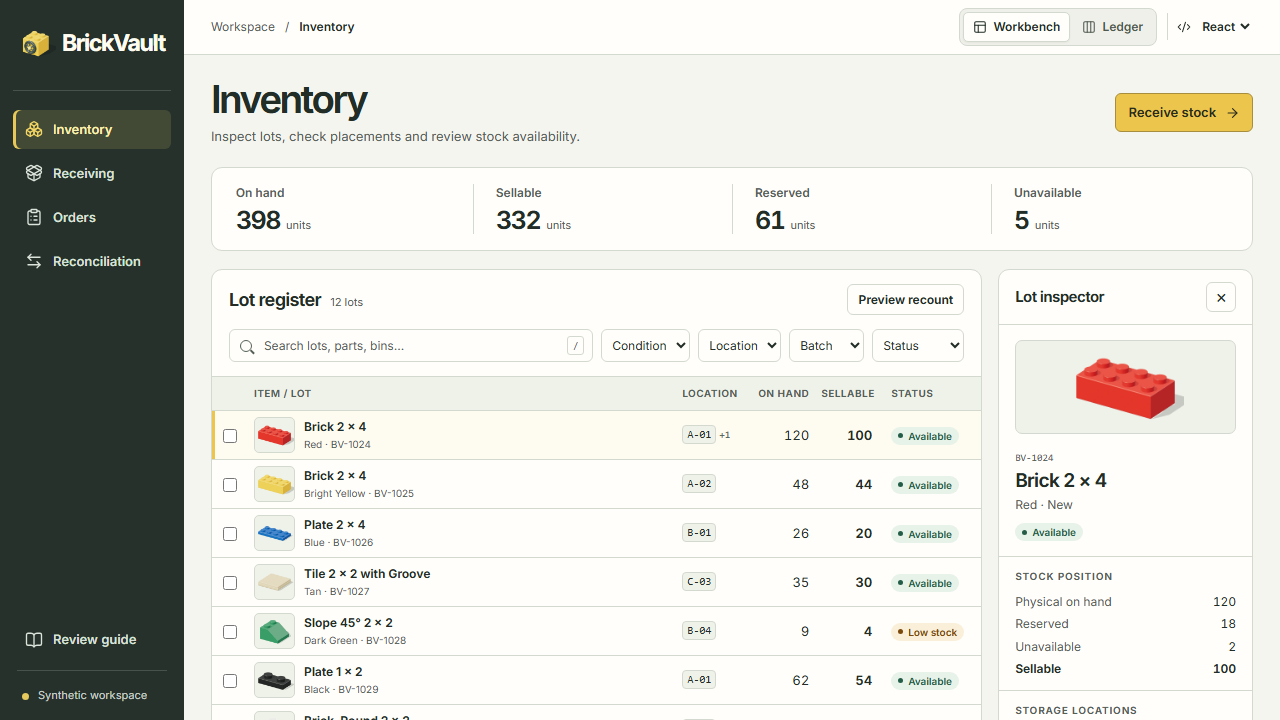 BrickVault
Inventory
Receiving
Orders
Reconciliation
Review guide
Synthetic workspace
Workspace / Inventory
Workbench
Ledger
React
Inventory
Inspect lots, check placements and review stock availability.
Receive stock
On hand
398 units
Sellable
332 units
Reserved
61 units
Unavailable
5 units
Lot register 12 lots
Preview recount
Search lots, parts, bins... /
Condition
Location
Batch
Status
ITEM / LOT LOCATION ON HAND SELLABLE STATUS
Brick 2 × 4
Red · BV-1024
A-01 +1 120 100 Available
Brick 2 × 4
Bright Yellow · BV-1025
A-02 48 44 Available
Plate 2 × 4
Blue · BV-1026
B-01 26 20 Available
Tile 2 × 2 with Groove
Tan · BV-1027
C-03 35 30 Available
Slope 45° 2 × 2
Dark Green · BV-1028
B-04 9 4 Low stock
Plate 1 × 2
Black · BV-1029
A-01 62 54 Available
Brick, Round 2 × 2
Lot inspector
BV-1024
Brick 2 × 4
Red · New
Available
STOCK POSITION
Physical on hand 120
Reserved 18
Unavailable 2
Sellable 100
STORAGE LOCATIONS